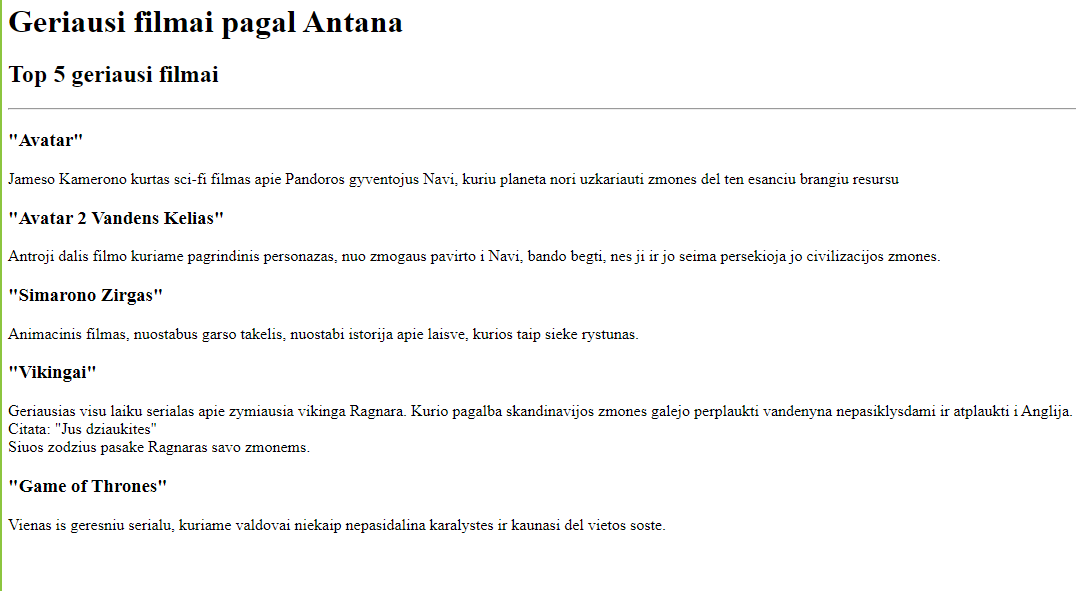 Geriausi filmai pagal Antana
Top 5 geriausi filmai
"Avatar"
Jameso Kamerono kurtas sci-fi filmas apie Pandoros gyventojus Navi, kuriu planeta nori uzkariauti zmones del ten esanciu brangiu resursu
"Avatar 2 Vandens Kelias"
Antroji dalis filmo kuriame pagrindinis personazas, nuo zmogaus pavirto i Navi, bando begti, nes ji ir jo seima persekioja jo civilizacijos zmones.
"Simarono Zirgas"
Animacinis filmas, nuostabus garso takelis, nuostabi istorija apie laisve, kurios taip sieke rystunas.
"Vikingai"
Geriausias visu laiku serialas apie zymiausia vikinga Ragnara. Kurio pagalba skandinavijos zmones galejo perplaukti vandenyna nepasiklysdami ir atplaukti i Anglija.
Citata: "Jus dziaukites"
Siuos zodzius pasake Ragnaras savo zmonems.
"Game of Thrones"
Vienas is geresniu serialu, kuriame valdovai niekaip nepasidalina karalystes ir kaunasi del vietos soste.